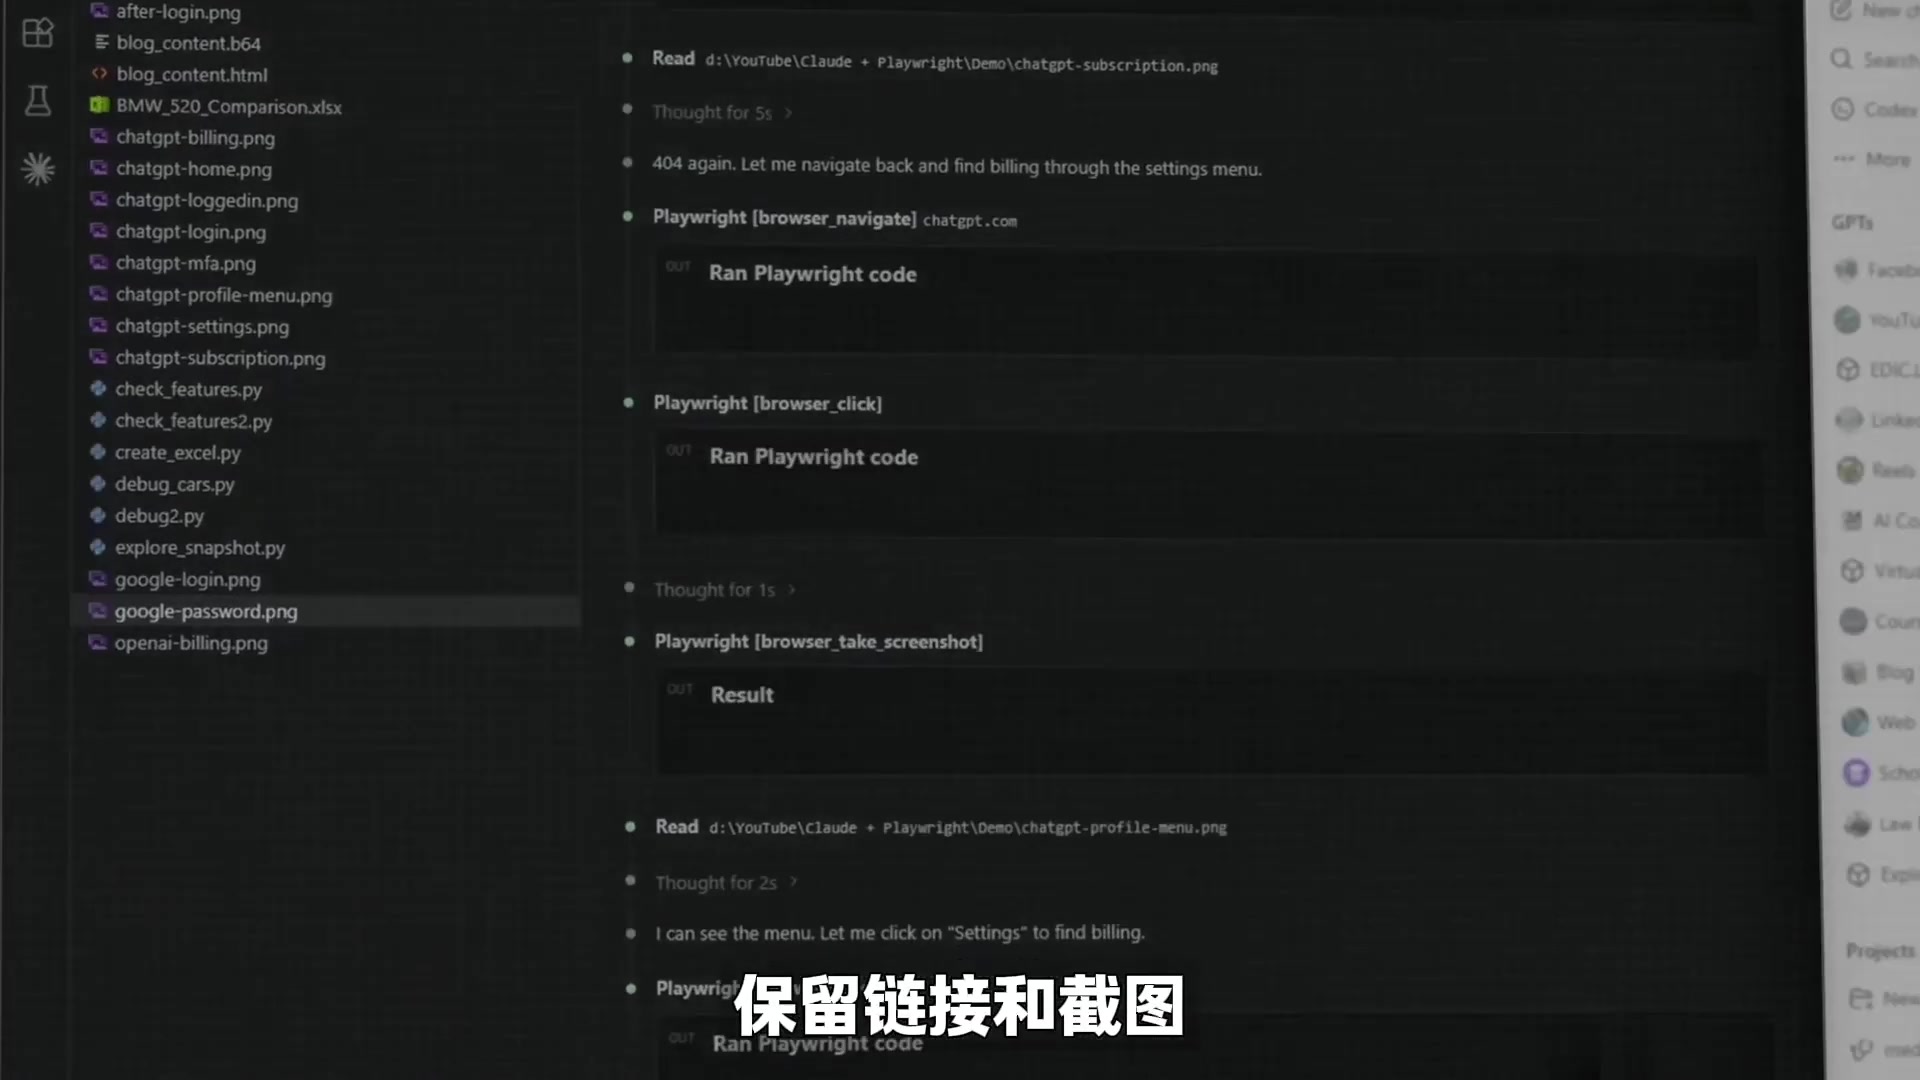 after-login.png
blog_content.b64
blog_content.html
BMW_520_Comparison.xlsx
chatgpt-billing.png
chatgpt-home.png
chatgpt-loggedin.png
chatgpt-login.png
chatgpt-mfa.png
chatgpt-profile-menu.png
chatgpt-settings.png
chatgpt-subscription.png
check_features.py
check_features2.py
create_excel.py
debug_cars.py
debug2.py
explore_snapshot.py
google-login.png
google-password.png
openai-billing.png
Read d:\YouTube\Claude + Playwright\Demo\chatgpt-subscription.png
Thought for 5s >
404 again. Let me navigate back and find billing through the settings menu.
Playwright [browser_navigate] chatgpt.com
OUT Ran Playwright code
Playwright [browser_click]
OUT Ran Playwright code
Thought for 1s >
Playwright [browser_take_screenshot]
OUT Result
Read d:\YouTube\Claude + Playwright\Demo\chatgpt-profile-menu.png
Thought for 2s >
I can see the menu. Let me click on "Settings" to find billing.
OUT Ran Playwright code
保留链接和截图
New
Search
Codex
More
GPTs
Blog
Web
Law
Projects
New